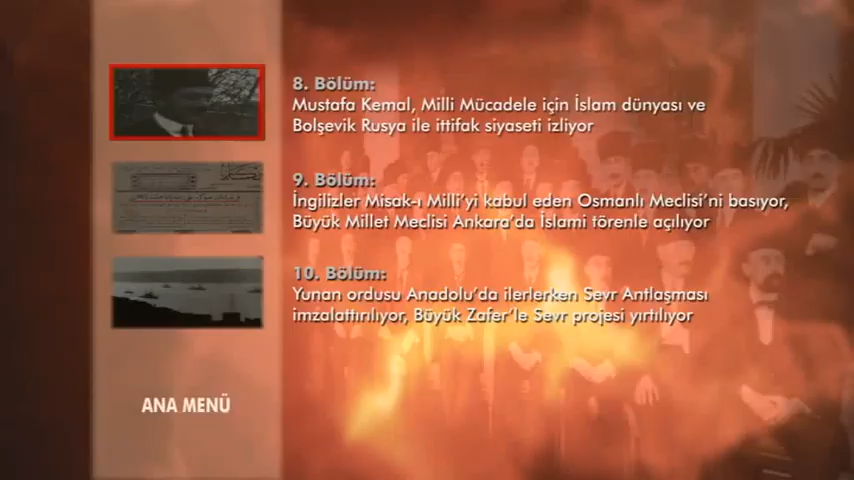 8. Bölüm:
Mustafa Kemal, Milli Mücadele için İslam dünyası ve
Bolşevik Rusya ile ittifak siyaseti izliyor
9. Bölüm:
İngilizler Misak-ı Milli'yi kabul eden Osmanlı Meclisi'ni basıyor,
Büyük Millet Meclisi Ankara'da İslami törenle açılıyor
10. Bölüm:
Yunan ordusu Anadolu'da ilerlerken Sevr Antlaşması
imzalattırılıyor, Büyük Zafer'le Sevr projesi yırtılıyor
ANA MENÜ